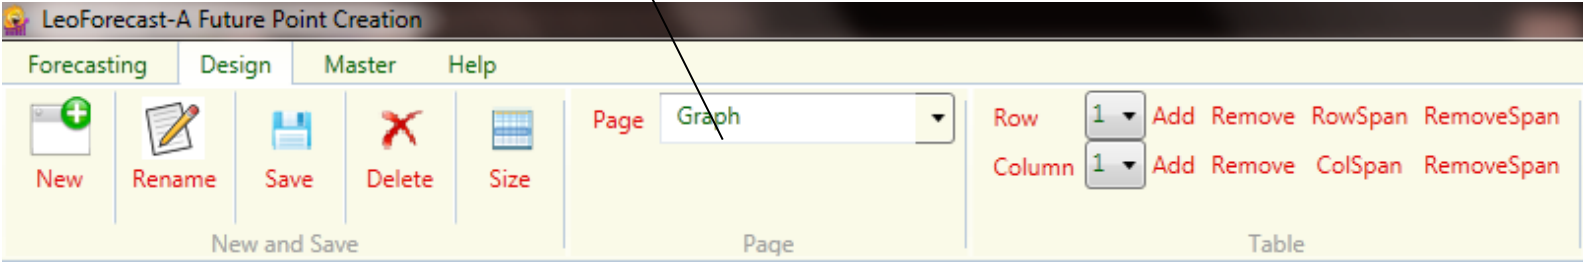 LeoForecast-A Future Point Creation
Forecasting Design Master Help
Page Graph
Row 1 Add Remove RowSpan RemoveSpan
Column 1 Add Remove ColSpan RemoveSpan
New Rename Save Delete Size
New and Save Page Table